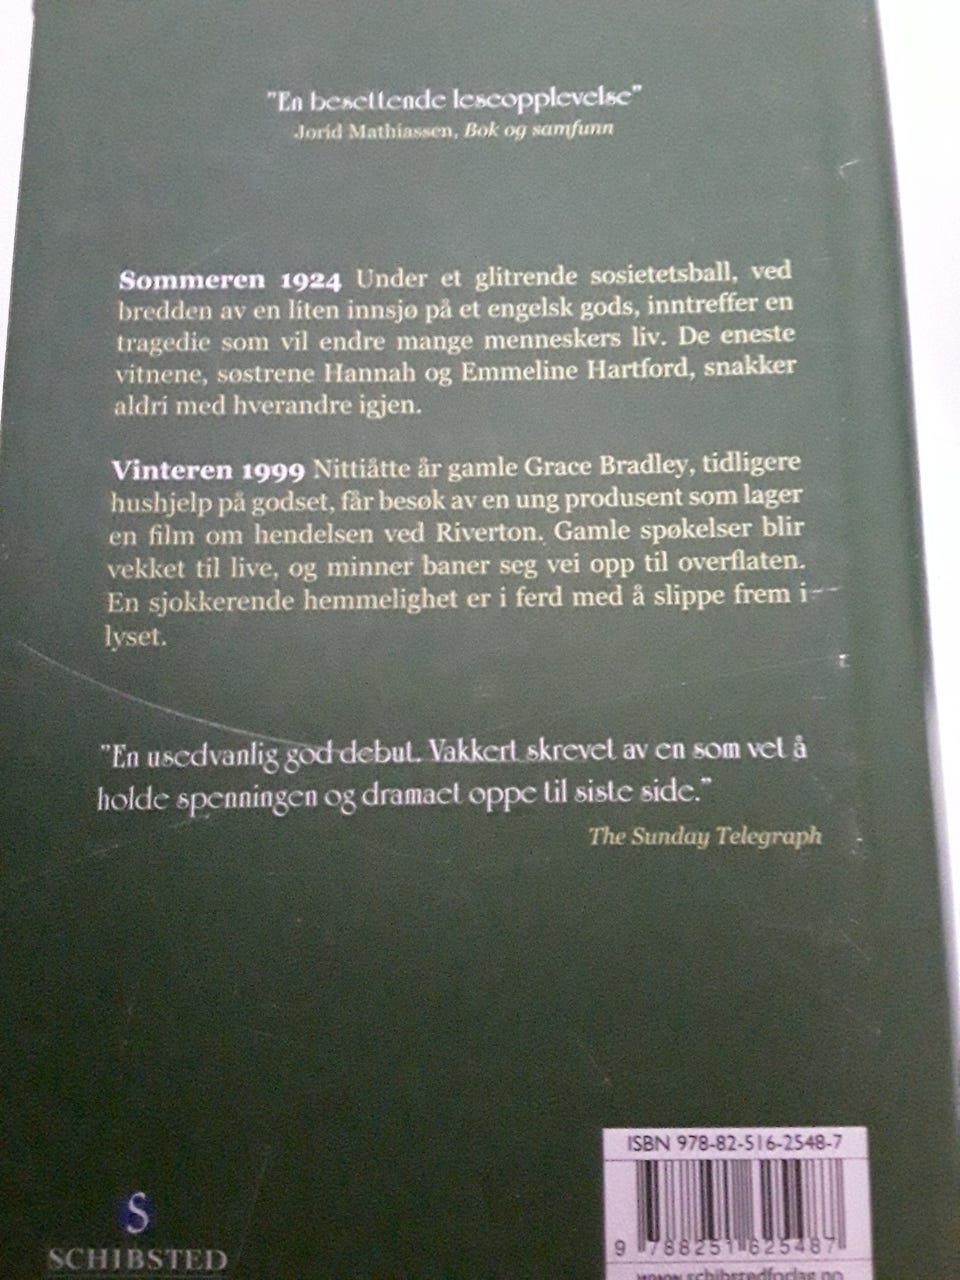 "En besettende leseopplevelse"
Jorid Mathiassen, Bok og samfunn
Sommeren 1924 Under et glitrende sosietetsball, ved
bredden av en liten innsjø på et engelsk gods, inntreffer en
tragedie som vil endre mange menneskers liv. De eneste
vitnene, søstrene Hannah og Emmeline Hartford, snakker
aldri med hverandre igjen.
Vinteren 1999 Nittiåtte år gamle Grace Bradley, tidligere
hushjelp på godset, får besøk av en ung produsent som lager
en film om hendelsen ved Riverton. Gamle spøkelser blir
vekket til live, og minner baner seg vei opp til overflaten.
En sjokkerende hemmelighet er i ferd med å slippe frem i
lyset.
"En usedvanlig god debut. Vakkert skrevet av en som vet å
holde spenningen og dramaet oppe til siste side."
The Sunday Telegraph
ISBN 978-82-516-2548-7
9 788251 625487
www.schibstedforlag.no
S
SCHIBSTED